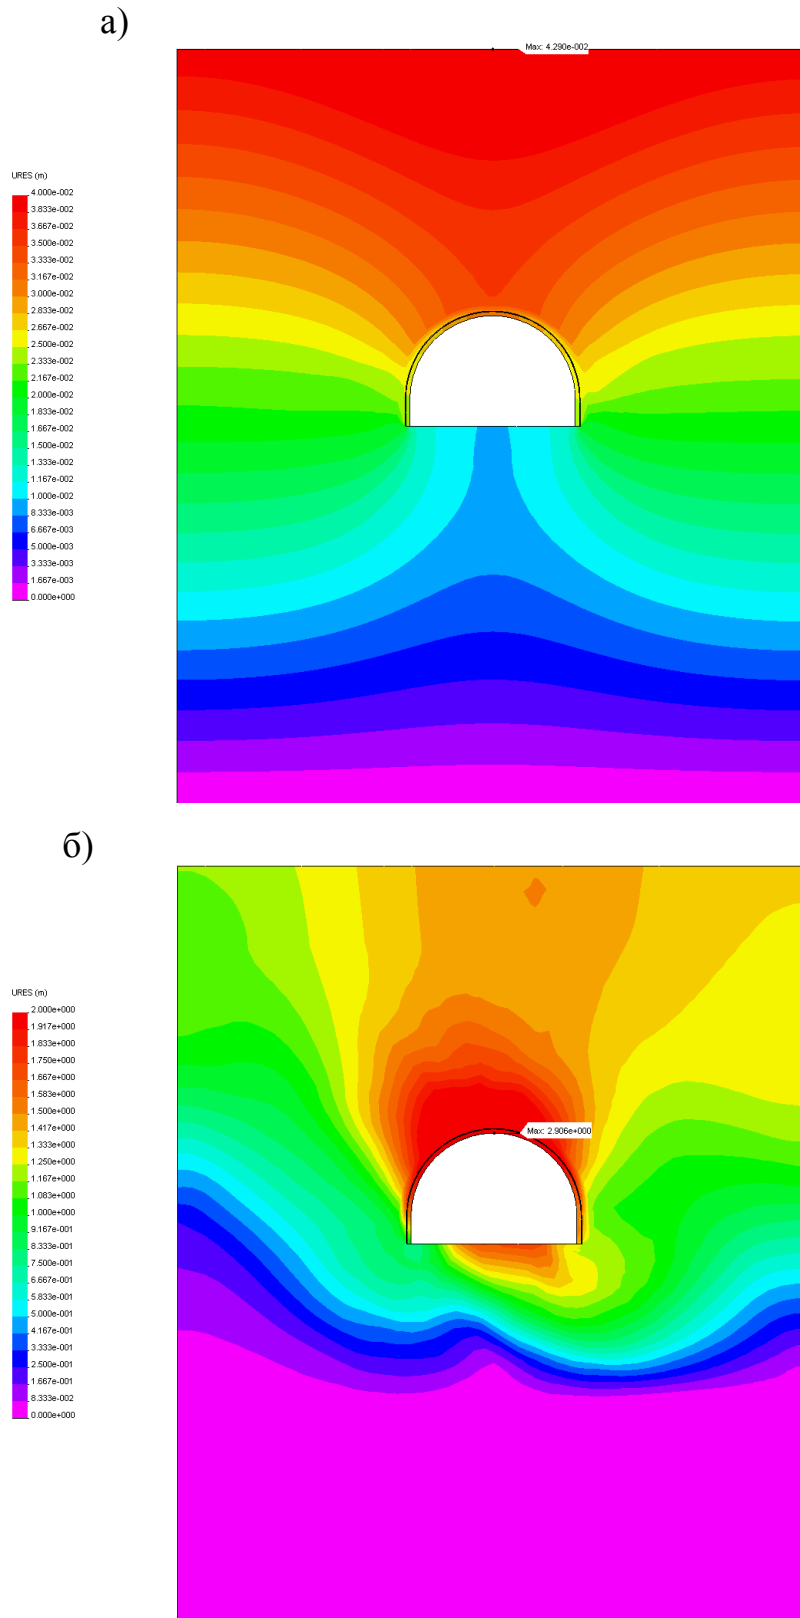 а)
Max: 4.290e-002
URES (m)
4.000e-002
3.833e-002
3.667e-002
3.500e-002
3.333e-002
3.167e-002
3.000e-002
2.833e-002
2.667e-002
2.500e-002
2.333e-002
2.167e-002
2.000e-002
1.833e-002
1.667e-002
1.500e-002
1.333e-002
1.167e-002
1.000e-002
8.333e-003
6.667e-003
5.000e-003
3.333e-003
1.667e-003
0.000e+000
б)
URES (m)
2.000e+000
1.917e+000
1.833e+000
1.750e+000
1.667e+000
1.583e+000
1.500e+000
1.417e+000
1.333e+000
1.250e+000
1.167e+000
1.083e+000
1.000e+000
9.167e-001
8.333e-001
7.500e-001
6.667e-001
5.833e-001
5.000e-001
4.167e-001
3.333e-001
2.500e-001
1.667e-001
8.333e-002
0.000e+000
Max: 2.906e+000